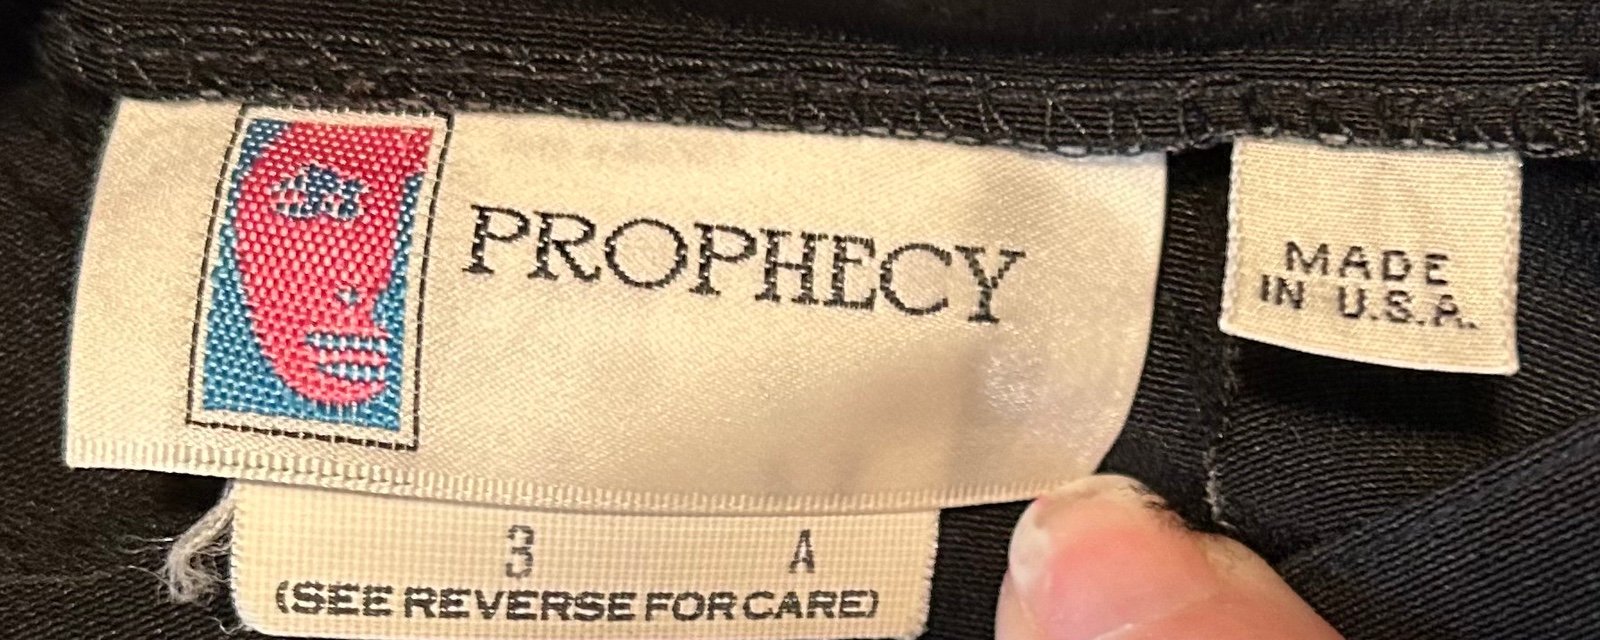 PROPHECY
MADE
IN U.S.A.
3 A
(SEE REVERSE FOR CARE)